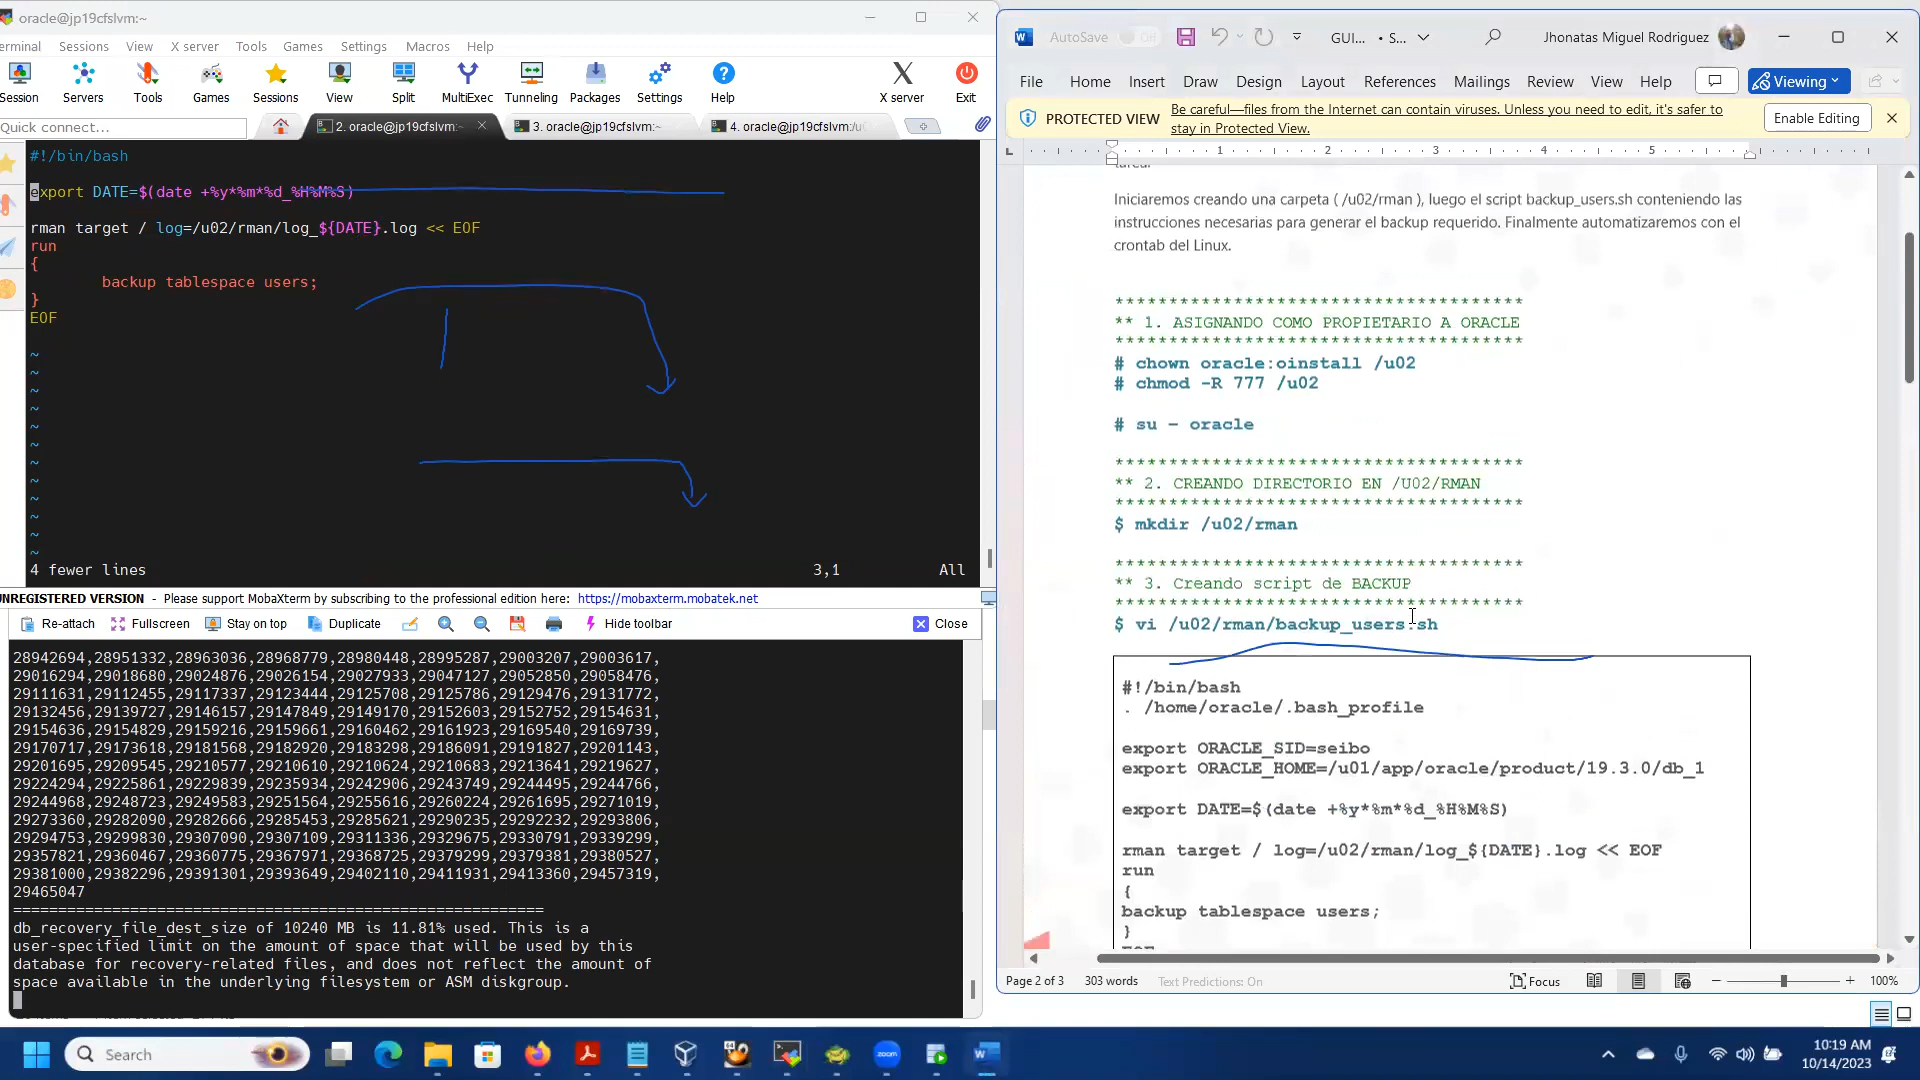 oracle@jp19cfslvm:~
erminal Sessions View X server Tools Games Settings Macros Help
Session Servers Tools Games Sessions View Split MultiExec Tunneling Packages Settings Help X server Exit
Quick connect...
2. oracle@jp19cfslvm:~
3. oracle@jp19cfslvm:~
4. oracle@jp19cfslvm:/u
#!/bin/bash
export DATE=$(date +%y*%m*%d_%H%M%S)
rman target / log=/u02/rman/log_${DATE}.log << EOF
run
{
backup tablespace users;
}
EOF
~
~
~
~
~
~
~
~
~
~
~
~
4 fewer lines 3,1 All
UNREGISTERED VERSION - Please support MobaXterm by subscribing to the professional edition here: https://mobaxterm.mobatek.net
Re-attach Fullscreen Stay on top Duplicate Hide toolbar Close
28942694,28951332,28963036,28968779,28980448,28995287,29003207,29003617,
29016294,29018680,29024876,29026154,29027933,29047127,29052850,29058476,
29111631,29112455,29117337,29123444,29125708,29125786,29129476,29131772,
29132456,29139727,29146157,29147849,29149170,29152603,29152752,29154631,
29154636,29154829,29159216,29159661,29160462,29161923,29169540,29169739,
29170717,29173618,29181568,29182920,29183298,29186091,29191827,29201143,
29201695,29209545,29210577,29210610,29210624,29210683,29213641,29219627,
29224294,29225861,29229839,29235934,29242906,29243749,29244495,29244766,
29244968,29248723,29249583,29251564,29255616,29260224,29261695,29271019,
29273360,29282090,29282666,29285453,29285621,29290235,29292232,29293806,
29294753,29299830,29307090,29307109,29311336,29329675,29330791,29339299,
29357821,29360467,29360775,29367971,29368725,29379299,29379381,29380527,
29381000,29382296,29391301,29393649,29402110,29411931,29413360,29457319,
29465047
===========================================================
db_recovery_file_dest_size of 10240 MB is 11.81% used. This is a
user-specified limit on the amount of space that will be used by this
database for recovery-related files, and does not reflect the amount of
space available in the underlying filesystem or ASM diskgroup.
AutoSave Off GUI... • S... Jhonatas Miguel Rodriguez
File Home Insert Draw Design Layout References Mailings Review View Help Viewing
PROTECTED VIEW Be careful—files from the Internet can contain viruses. Unless you need to edit, it's safer to stay in Protected View. Enable Editing
1 2 3 4 5
tarea.
Iniciaremos creando una carpeta ( /u02/rman ), luego el script backup_users.sh conteniendo las
instrucciones necesarias para generar el backup requerido. Finalmente automatizaremos con el
crontab del Linux.
**************************************
** 1. ASIGNANDO COMO PROPIETARIO A ORACLE
**************************************
# chown oracle:oinstall /u02
# chmod -R 777 /u02
# su – oracle
**************************************
** 2. CREANDO DIRECTORIO EN /U02/RMAN
**************************************
$ mkdir /u02/rman
**************************************
** 3. Creando script de BACKUP
**************************************
$ vi /u02/rman/backup_users.sh
#!/bin/bash
. /home/oracle/.bash_profile
export ORACLE_SID=seibo
export ORACLE_HOME=/u01/app/oracle/product/19.3.0/db_1
export DATE=$(date +%y*%m*%d_%H%M%S)
rman target / log=/u02/rman/log_${DATE}.log << EOF
run
{
backup tablespace users;
}
EOF
Page 2 of 3 303 words Text Predictions: On Focus 100%
Search
zoom
10:19 AM
10/14/2023